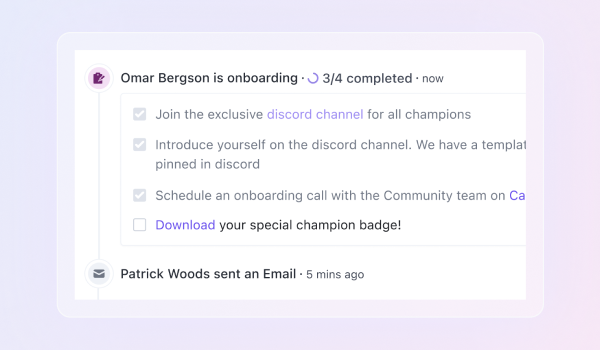 Omar Bergson is onboarding · 3/4 completed · now
Join the exclusive discord channel for all champions
Introduce yourself on the discord channel. We have a templat
pinned in discord
Schedule an onboarding call with the Community team on Ca
Download your special champion badge!
Patrick Woods sent an Email · 5 mins ago